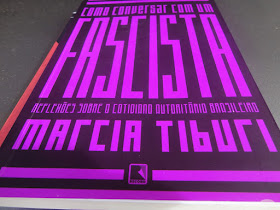 COMO CONVERSAR COM UM
FASCISTA
REFLEXÕES SOBRE O COTIDIANO AUTORITÁRIO BRASILEIRO
MARCIA TIBURI